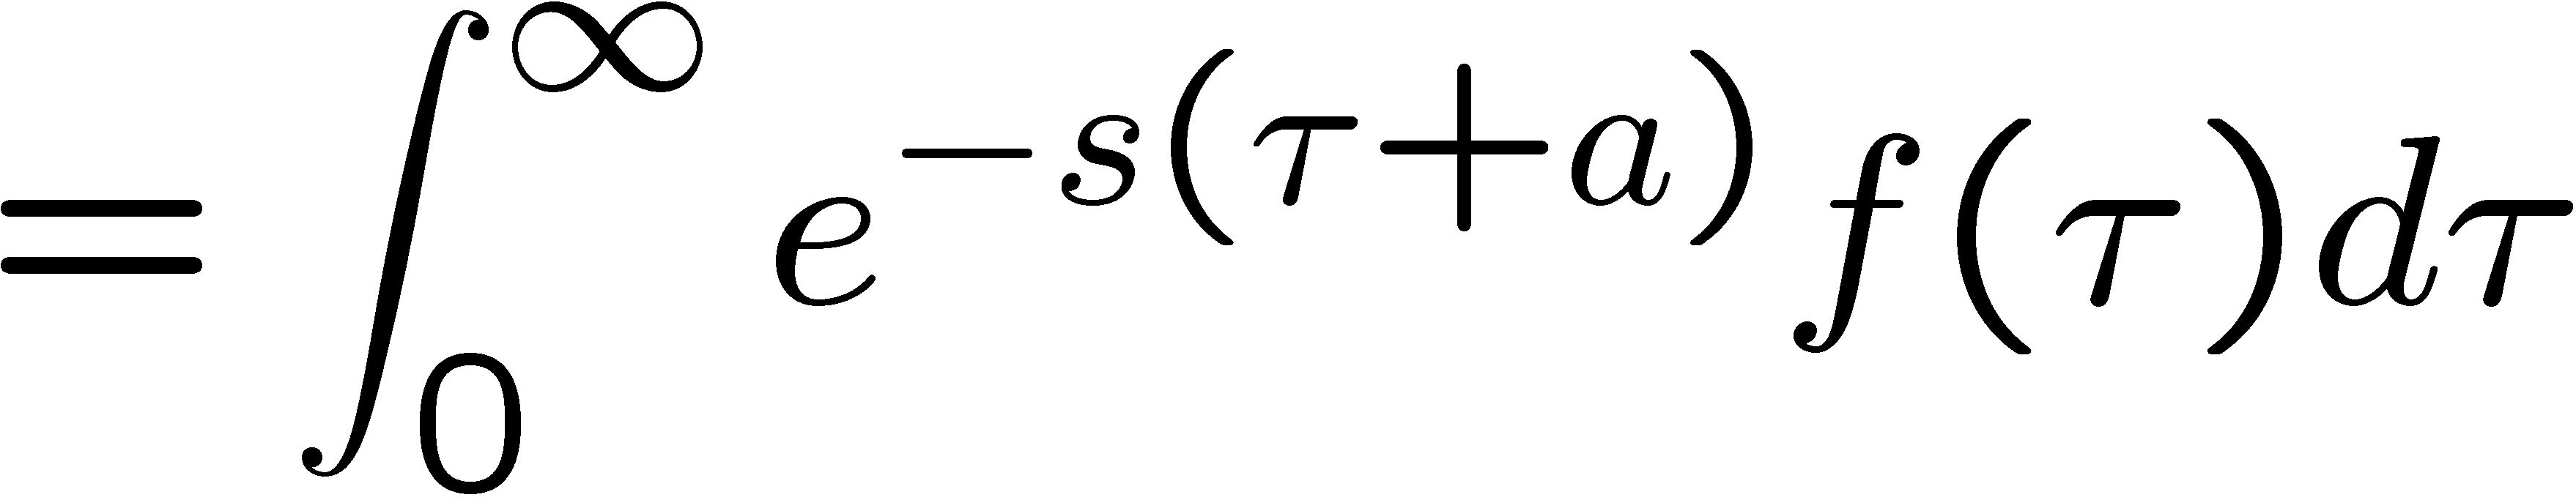 = ∫₀^∞ e^{−s(τ+a)} f(τ)dτ